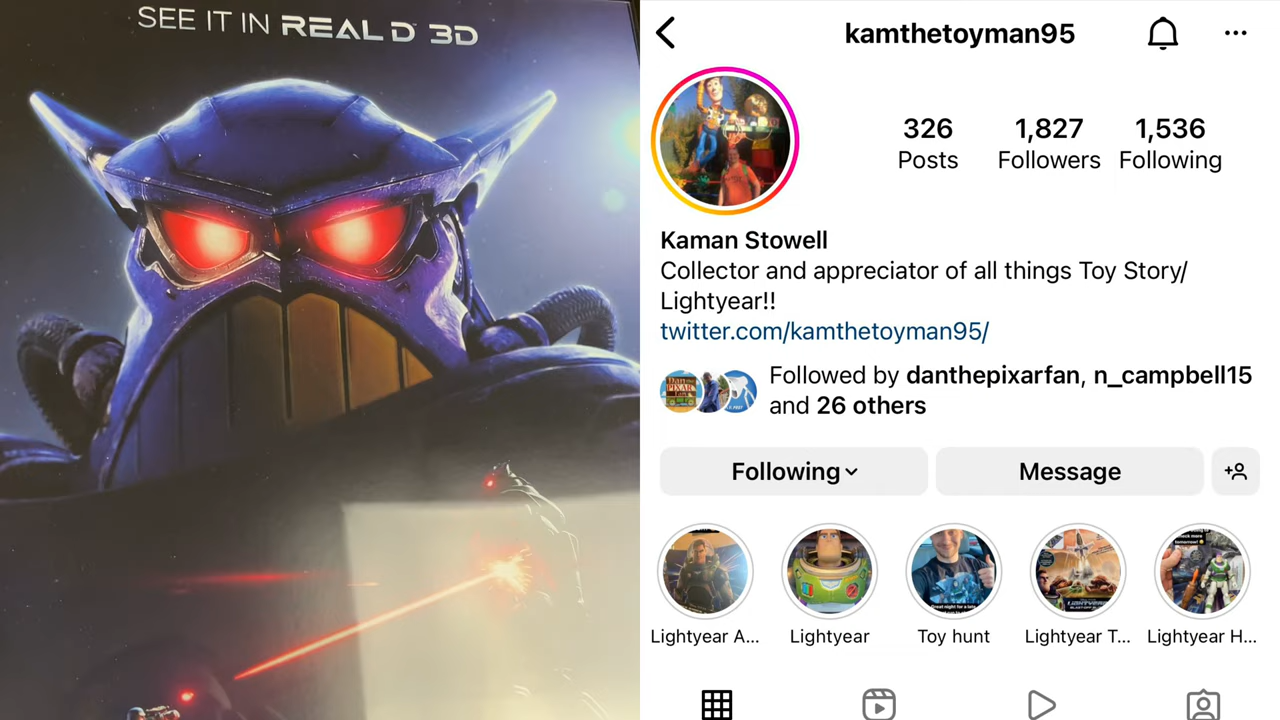 SEE IT IN REAL D 3D
kamthetoyman95
326
1,827
1,536
Posts
Followers
Following
Kaman Stowell
Collector and appreciator of all things Toy Story/
Lightyear!!
twitter.com/kamthetoyman95/
Followed by danthepixarfan, n_campbell15
and 26 others
Following
Message
Lightyear A...
Lightyear
Toy hunt
Lightyear T...
Lightyear H...